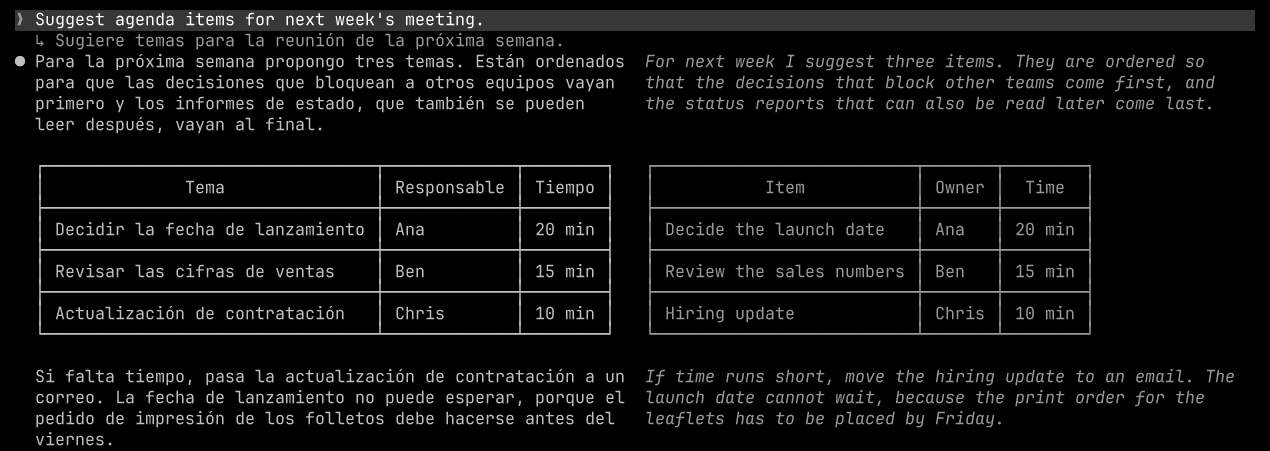 ❯ Suggest agenda items for next week's meeting.
↳ Sugiere temas para la reunión de la próxima semana.
● Para la próxima semana propongo tres temas. Están ordenados
para que las decisiones que bloquean a otros equipos vayan
primero y los informes de estado, que también se pueden
leer después, vayan al final.
For next week I suggest three items. They are ordered so
that the decisions that block other teams come first, and
the status reports that can also be read later come last.
Tema Responsable Tiempo
Decidir la fecha de lanzamiento Ana 20 min
Revisar las cifras de ventas Ben 15 min
Actualización de contratación Chris 10 min
Item Owner Time
Decide the launch date Ana 20 min
Review the sales numbers Ben 15 min
Hiring update Chris 10 min
Si falta tiempo, pasa la actualización de contratación a un
correo. La fecha de lanzamiento no puede esperar, porque el
pedido de impresión de los folletos debe hacerse antes del
viernes.
If time runs short, move the hiring update to an email. The
launch date cannot wait, because the print order for the
leaflets has to be placed by Friday.